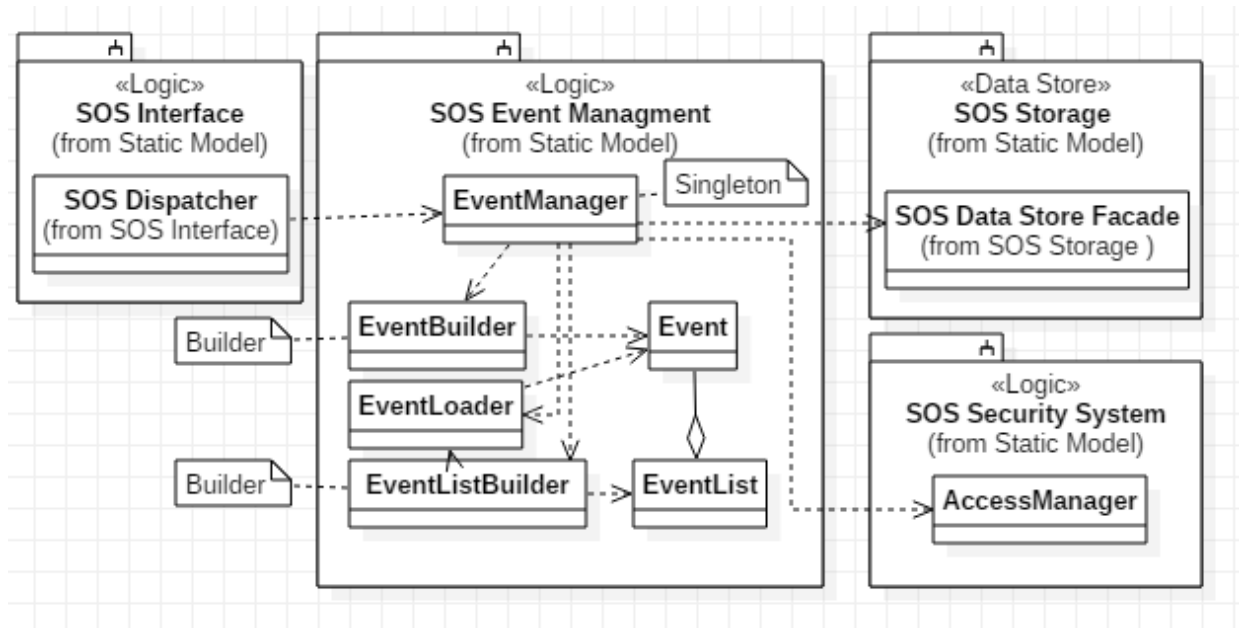 «Logic»
SOS Interface
(from Static Model)
SOS Dispatcher
(from SOS Interface)
«Logic»
SOS Event Managment
(from Static Model)
EventManager
Singleton
EventBuilder
Builder
Event
EventLoader
EventListBuilder
Builder
EventList
«Data Store»
SOS Storage
(from Static Model)
SOS Data Store Facade
(from SOS Storage )
«Logic»
SOS Security System
(from Static Model)
AccessManager